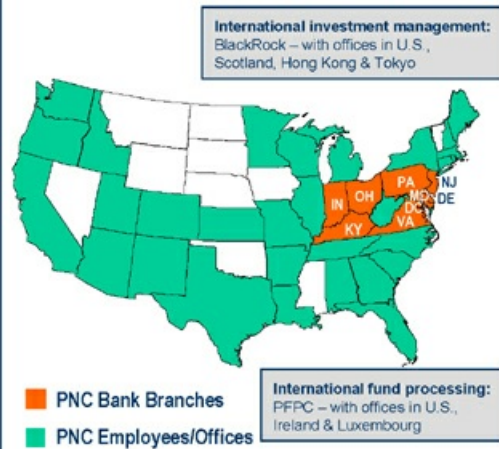 International investment management:
BlackRock – with offices in U.S.,
Scotland, Hong Kong & Tokyo
IN
OH
PA
NJ
MD
DE
DC
KY
VA
PNC Bank Branches
PNC Employees/Offices
International fund processing:
PFPC – with offices in U.S.,
Ireland & Luxembourg